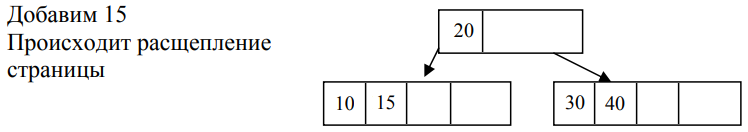 Добавим 15
Происходит расщепление
страницы
20
10 15
30 40